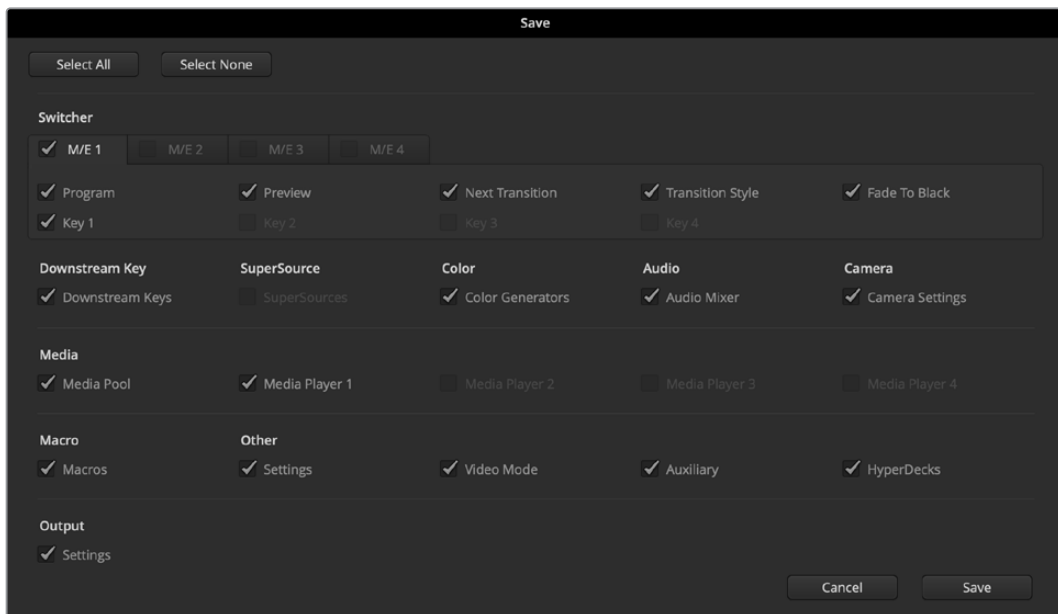 Save
Select All Select None
Switcher
M/E 1 M/E 2 M/E 3 M/E 4
Program Preview Next Transition Transition Style Fade To Black
Key 1 Key 2 Key 3 Key 4
Downstream Key SuperSource Color Audio Camera
Downstream Keys SuperSources Color Generators Audio Mixer Camera Settings
Media
Media Pool Media Player 1 Media Player 2 Media Player 3 Media Player 4
Macro Other
Macros Settings Video Mode Auxiliary HyperDecks
Output
Settings
Cancel Save